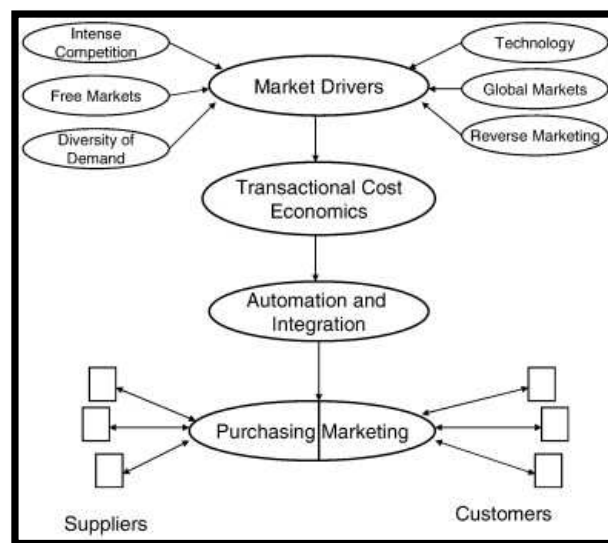 Intense
Competition
Technology
Market Drivers
Free Markets
Global Markets
Diversity of
Demand
Reverse Marketing
Transactional Cost
Economics
Automation and
Integration
Purchasing Marketing
Suppliers
Customers